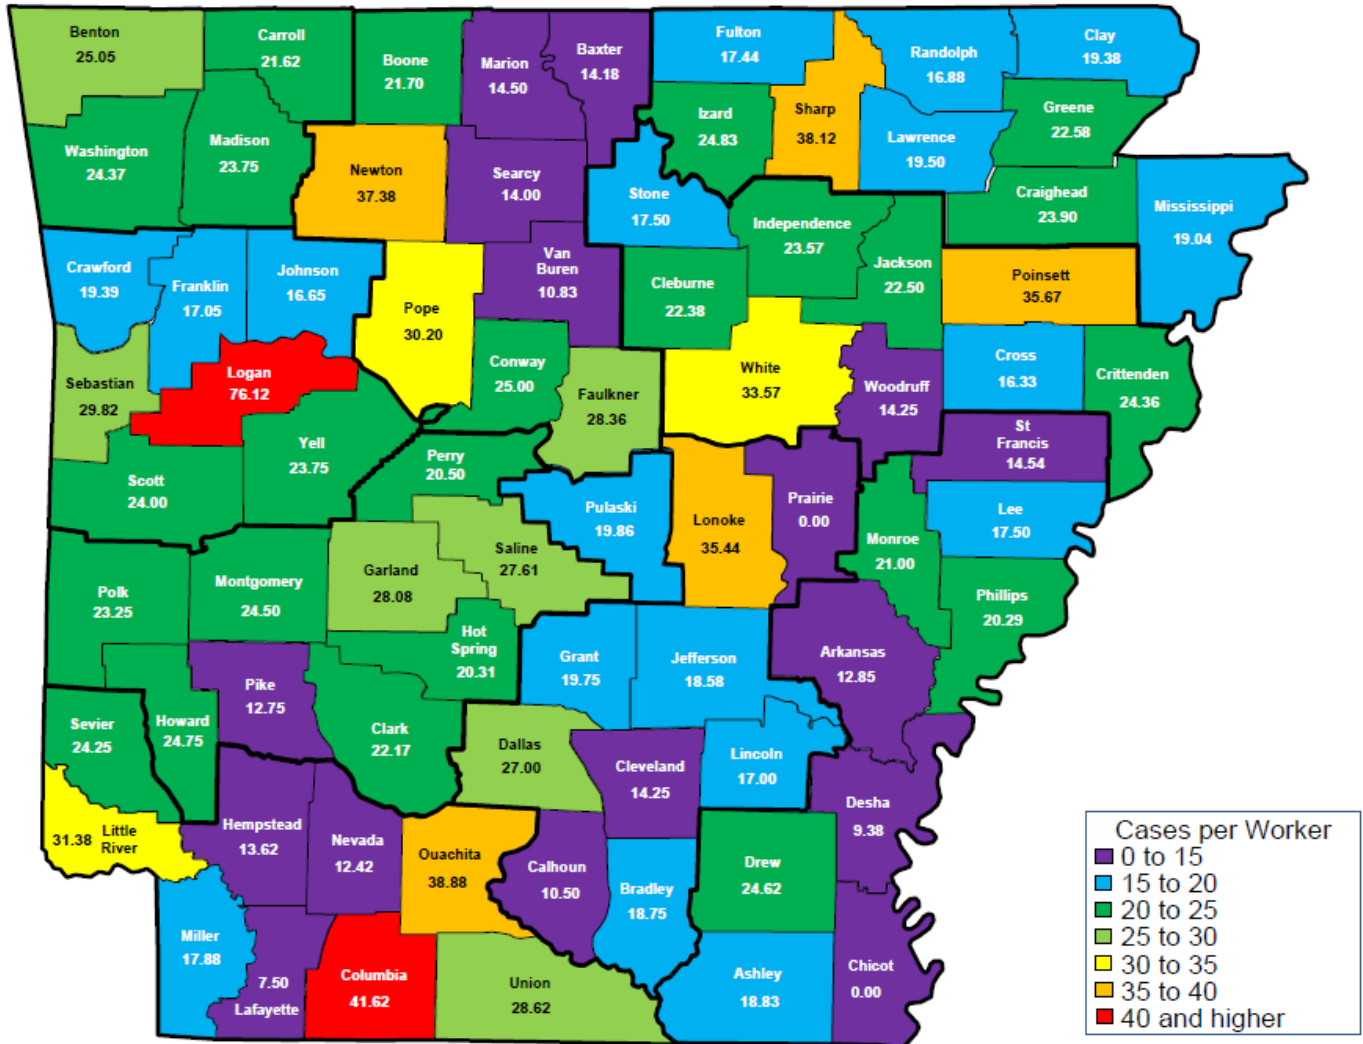 Benton
25.05
Carroll
21.62
Boone
21.70
Marion
14.50
Baxter
14.18
Fulton
17.44
Sharp
38.12
Randolph
16.88
Clay
19.38
Washington
24.37
Madison
23.75
Newton
37.38
Searcy
14.00
Stone
17.50
Izard
24.83
Lawrence
19.50
Greene
22.58
Craighead
23.90
Mississippi
19.04
Crawford
19.39
Franklin
17.05
Johnson
16.65
Pope
30.20
Van
Buren
10.83
Cleburne
22.38
Independence
23.57
Jackson
22.50
Poinsett
35.67
Sebastian
29.82
Logan
76.12
Conway
25.00
Faulkner
28.36
White
33.57
Woodruff
14.25
Cross
16.33
Crittenden
24.36
Scott
24.00
Yell
23.75
Perry
20.50
Pulaski
19.86
Lonoke
35.44
Prairie
0.00
St
Francis
14.54
Lee
17.50
Monroe
21.00
Phillips
20.29
Polk
23.25
Montgomery
24.50
Garland
28.08
Saline
27.61
Hot
Spring
20.31
Grant
19.75
Jefferson
18.58
Arkansas
12.85
Sevier
24.25
Howard
24.75
Pike
12.75
Clark
22.17
Dallas
27.00
Cleveland
14.25
Lincoln
17.00
Desha
9.38
31.38 Little
River
Hempstead
13.62
Nevada
12.42
Ouachita
38.88
Calhoun
10.50
Bradley
18.75
Drew
24.62
Miller
17.88
7.50
Lafayette
Columbia
41.62
Union
28.62
Ashley
18.83
Chicot
0.00
Cases per Worker
0 to 15
15 to 20
20 to 25
25 to 30
30 to 35
35 to 40
40 and higher